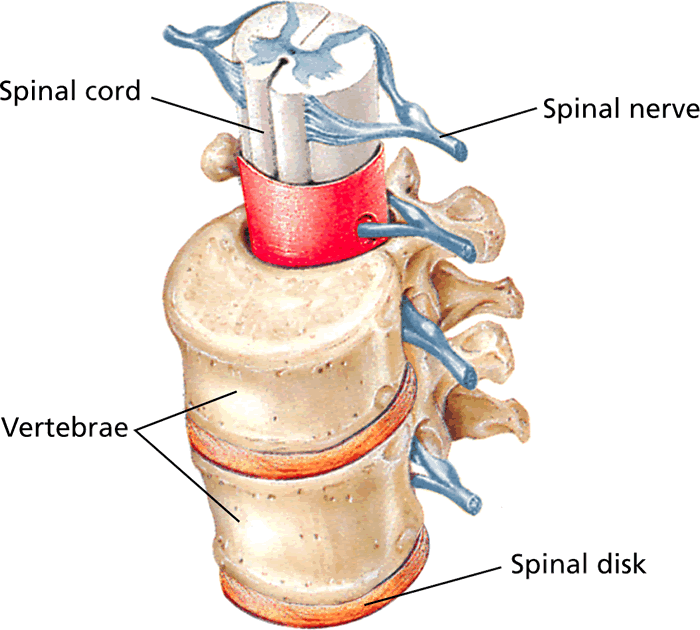 Spinal cord
Spinal nerve
Vertebrae
Spinal disk